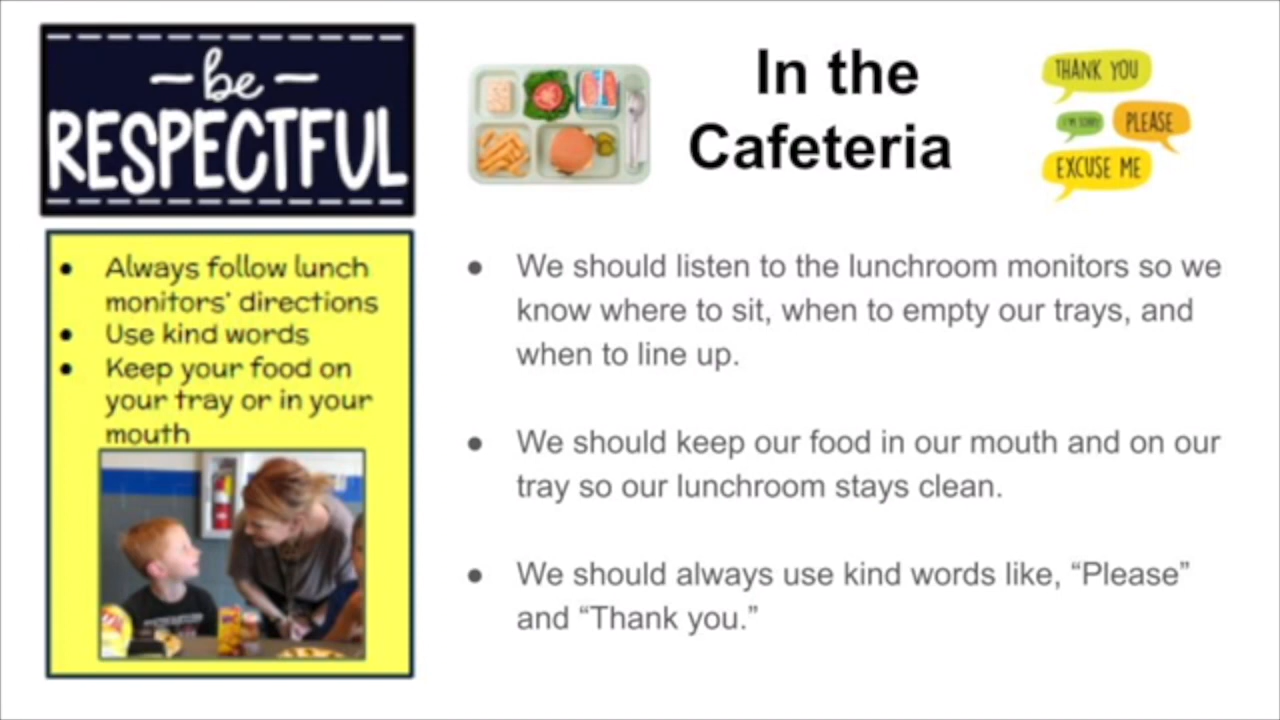 be
RESPECTFUL
In the
Cafeteria
THANK YOU
I'M SORRY
PLEASE
EXCUSE ME
• Always follow lunch
monitors' directions
• Use kind words
• Keep your food on
your tray or in your
mouth
• We should listen to the lunchroom monitors so we
know where to sit, when to empty our trays, and
when to line up.
• We should keep our food in our mouth and on our
tray so our lunchroom stays clean.
• We should always use kind words like, “Please”
and “Thank you.”